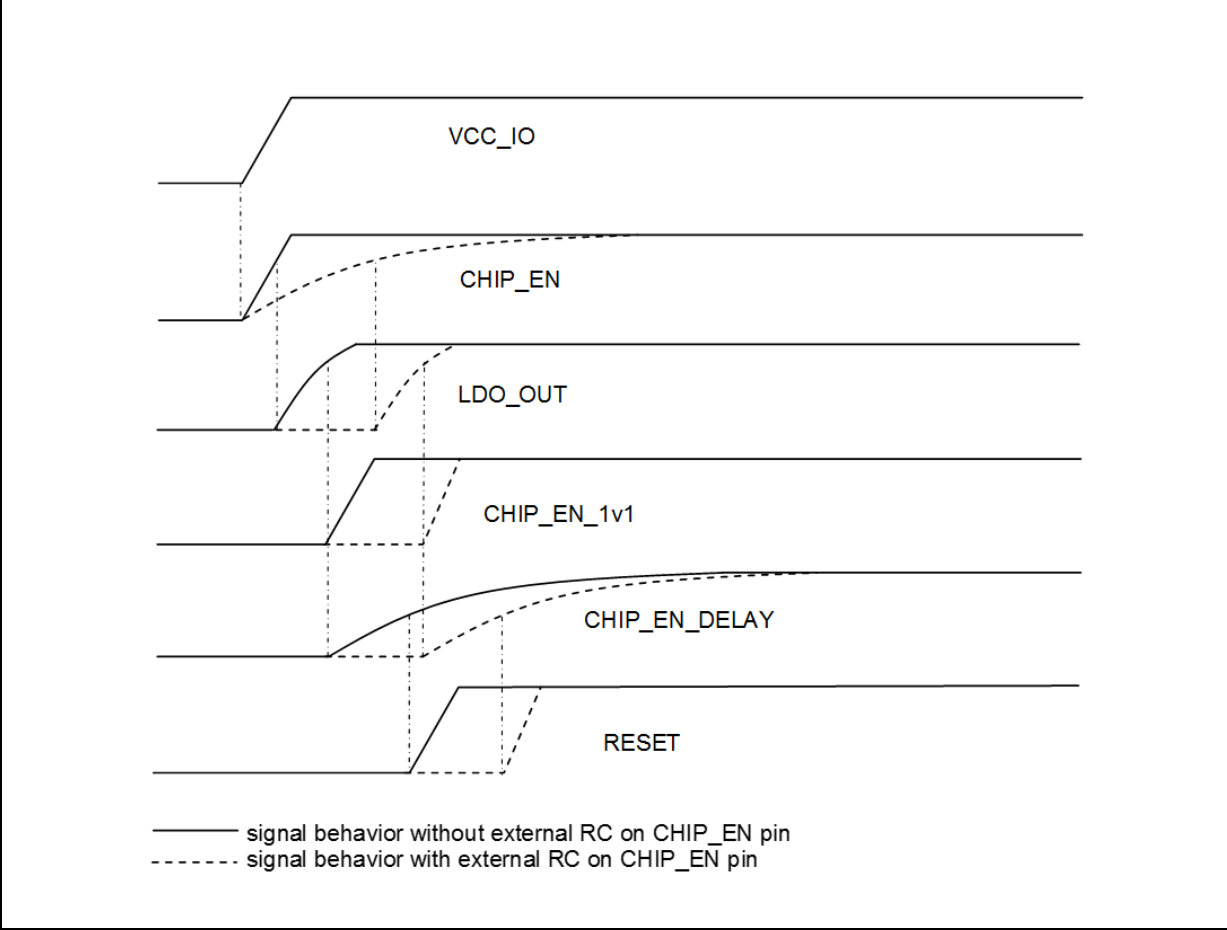 VCC_IO
CHIP_EN
LDO_OUT
CHIP_EN_1v1
CHIP_EN_DELAY
RESET
signal behavior without external RC on CHIP_EN pin
signal behavior with external RC on CHIP_EN pin